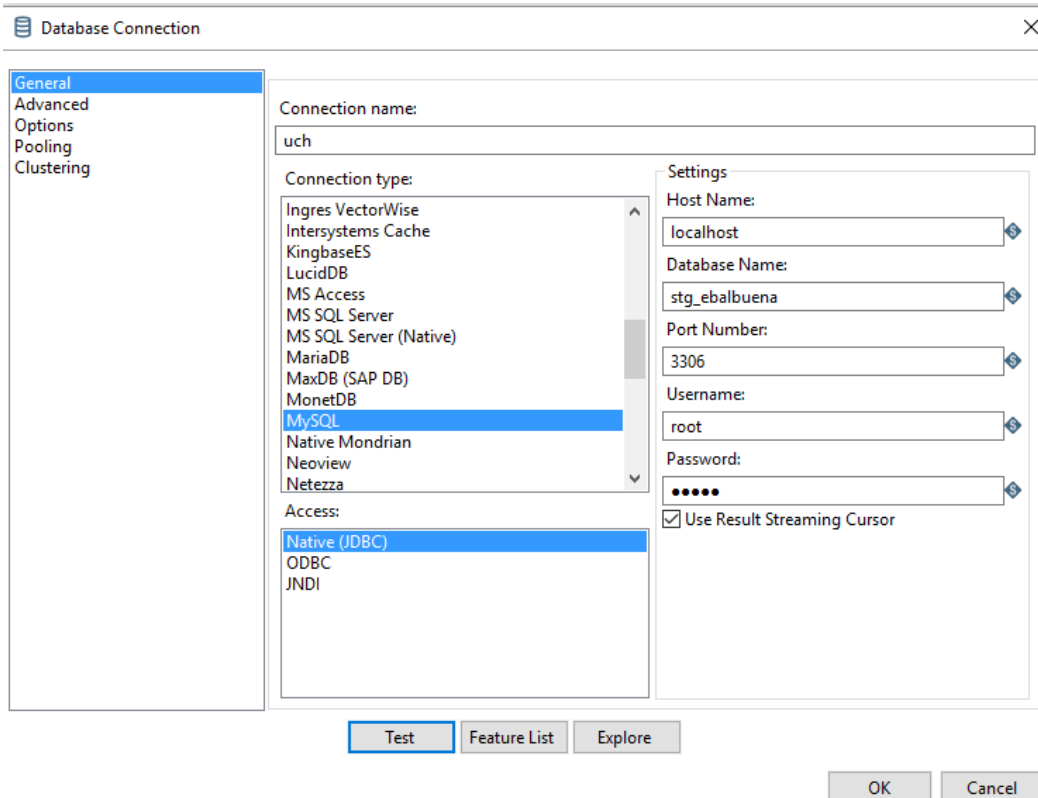 Database Connection
General
Advanced
Options
Pooling
Clustering
Connection name:
uch
Connection type:
Ingres VectorWise
Intersystems Cache
KingbaseES
LucidDB
MS Access
MS SQL Server
MS SQL Server (Native)
MariaDB
MaxDB (SAP DB)
MonetDB
MySQL
Native Mondrian
Neoview
Netezza
Access:
Native (JDBC)
ODBC
JNDI
Settings
Host Name:
localhost
Database Name:
stg_ebalbuena
Port Number:
3306
Username:
root
Password:
●●●●●
Use Result Streaming Cursor
Test
Feature List
Explore
OK
Cancel